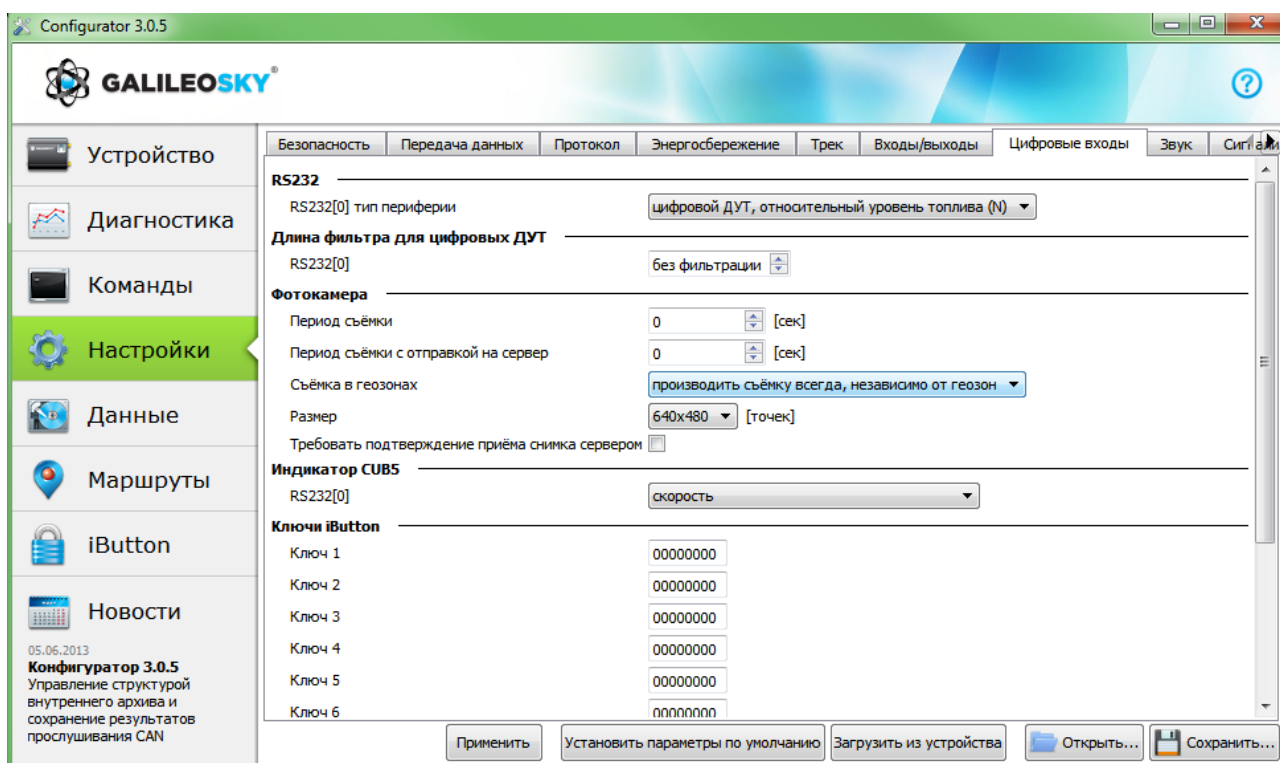 Configurator 3.0.5
GALILEOSKY®
?
Устройство
Диагностика
Команды
Настройки
Данные
Маршруты
iButton
Новости
05.06.2013
Конфигуратор 3.0.5
Управление структурой
внутреннего архива и
сохранение результатов
прослушивания CAN
Безопасность Передача данных Протокол Энергосбережение Трек Входы/выходы Цифровые входы Звук
RS232
RS232[0] тип периферии цифровой ДУТ, относительный уровень топлива (N)
Длина фильтра для цифровых ДУТ
RS232[0] без фильтрации
Фотокамера
Период съёмки 0 [сек]
Период съёмки с отправкой на сервер 0 [сек]
Съёмка в геозонах производить съёмку всегда, независимо от геозон
Размер 640x480 [точек]
Требовать подтверждение приёма снимка сервером
Индикатор CUB5
RS232[0] скорость
Ключи iButton
Ключ 1 00000000
Ключ 2 00000000
Ключ 3 00000000
Ключ 4 00000000
Ключ 5 00000000
Ключ 6 00000000
Применить Установить параметры по умолчанию Загрузить из устройства Открыть... Сохранить...